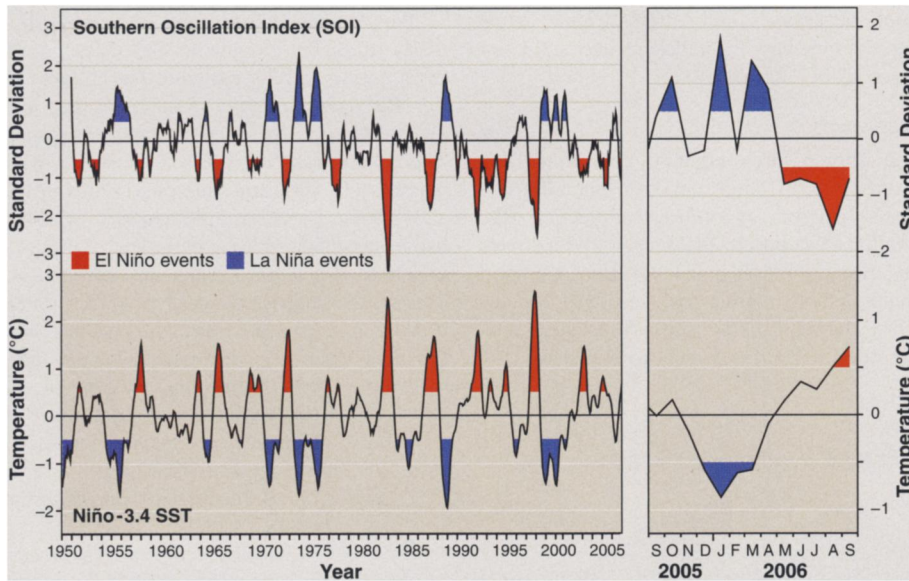 Southern Oscillation Index (SOI)
Standard Deviation
3
2
1
0
−1
−2
−3
El Niño events
La Niña events
Temperature (°C)
3
2
1
0
−1
−2
Niño-3.4 SST
1950 1955 1960 1965 1970 1975 1980 1985 1990 1995 2000 2005
Year
2
1
0
−1
−2
Standard Deviation
1
0
−1
Temperature (°C)
S O N D J F M A M J J A S
2005 2006